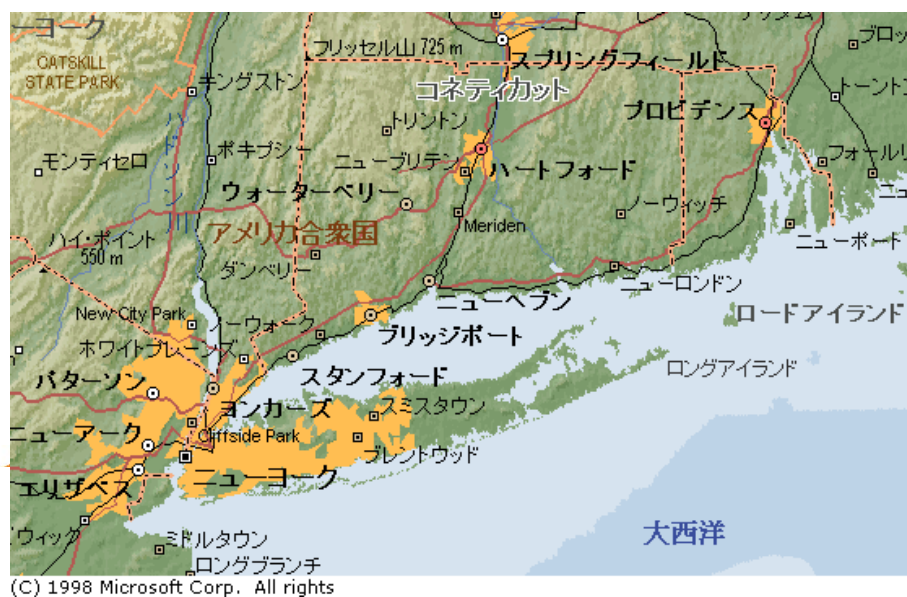 ーヨーク
CATSKILL
STATE PARK
フリッセル山 725 m
スプリングフィールド
キングストン
コネティカット
トリントン
プロビデンス
モンティセロ
ポキプシー
ニューブリテン
ハートフォード
ハドソン川
ウォーターベリー
ノーウィッチ
Meriden
アメリカ合衆国
ハイ・ポイント
550 m
ダンベリー
ニューポート
ニューロンドン
ニューヘブン
New City Park
ノーウォーク
ブリッジポート
ロードアイランド
ホワイトプレーンズ
ロングアイランド
パターソン
スタンフォード
ヨンカーズ
スミスタウン
ニューアーク
Cliffside Park
ブレントウッド
エリザベス
ニューヨーク
ウィック
大西洋
ミドルタウン
ロングブランチ
(C) 1998 Microsoft Corp. All rights